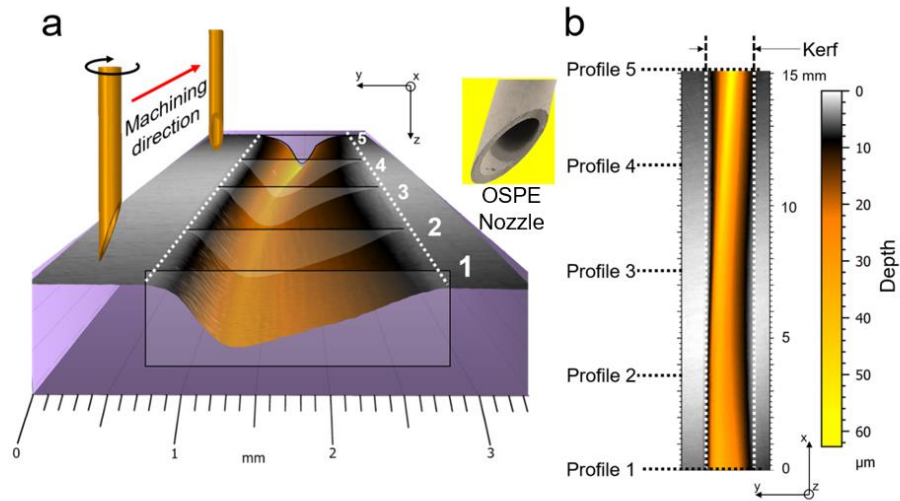 a
Machining
direction
y
x
z
5
4
3
2
1
OSPE
Nozzle
0
1
2
3
mm
b
Kerf
Profile 5
Profile 4
Profile 3
Profile 2
Profile 1
15 mm
10
5
0
x
y
z
0
10
20
30
40
50
60
µm
Depth